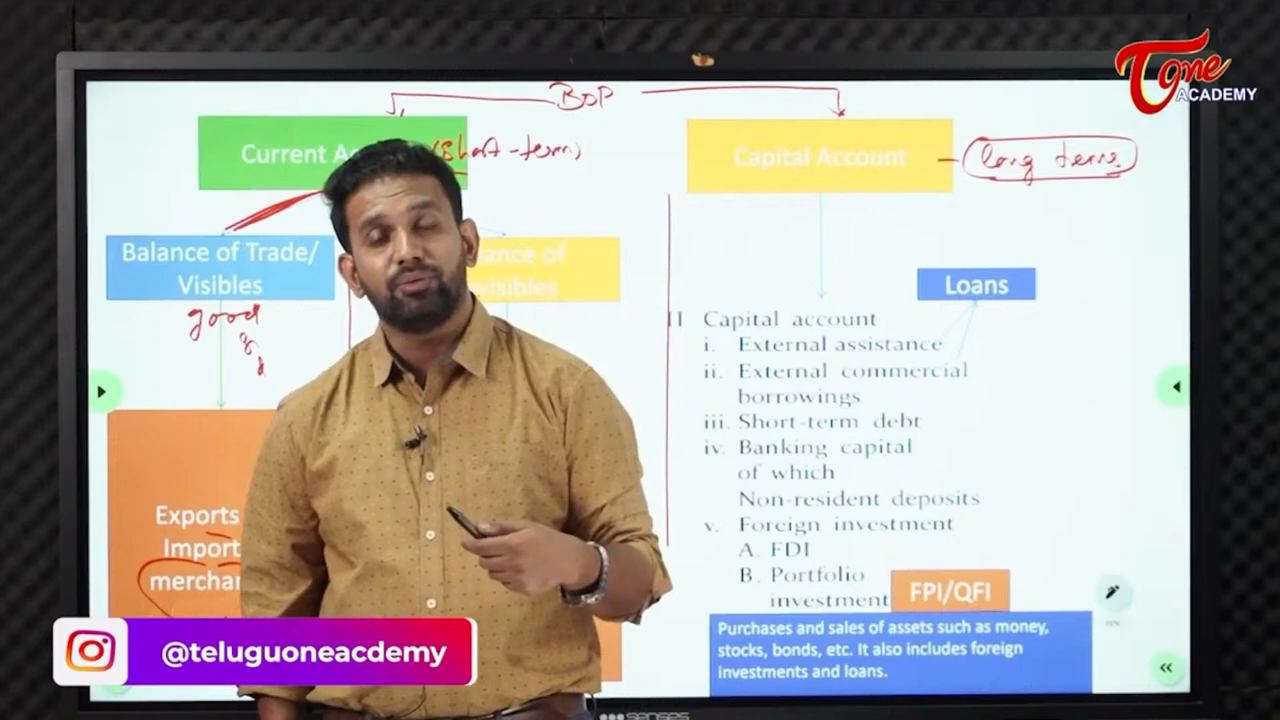 Tone
ACADEMY
BOP
Current
(Short-term)
Capital Account
long term
Balance of Trade/
Visibles
good
Loans
II Capital account
i. External assistance
ii. External commercial
borrowings
iii. Short-term debt
iv. Banking capital
of which
Non-resident deposits
v. Foreign investment
A. FDI
B. Portfolio
investment
FPI/QFI
Exports
Purchases and sales of assets such as money,
stocks, bonds, etc. It also includes foreign
investments and loans.
@teluguoneacdemy